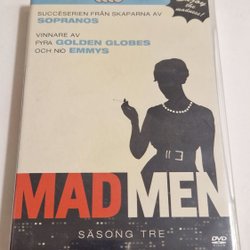 SUCCÉSERIEN FRÅN SKAPARNA AV
SOPRANOS
VINNARE AV
FYRA GOLDEN GLOBES
OCH NIO EMMYS
MAD MEN
SÄSONG TRE
DVD